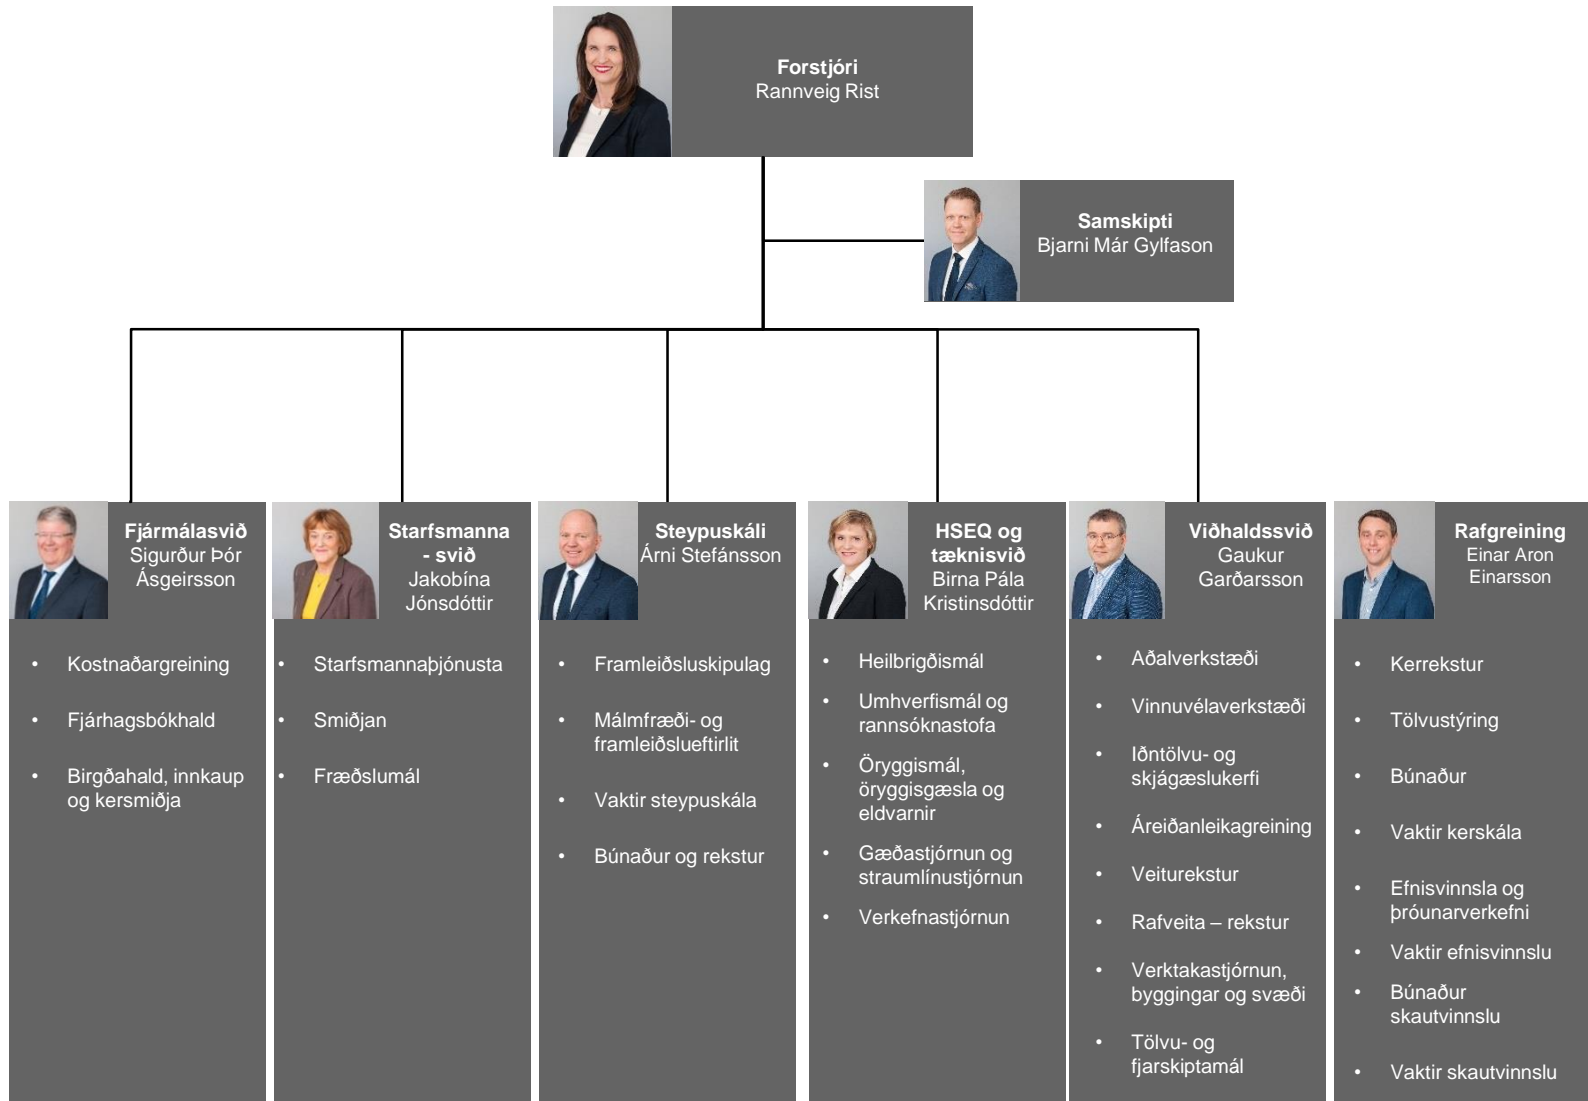 Forstjóri
Rannveig Rist
Samskipti
Bjarni Már Gylfason
Fjármálasvið
Sigurður Þór
Ásgeirsson
• Kostnaðargreining
• Fjárhagsbókhald
• Birgðahald, innkaup
og kersmiðja
Starfsmanna
- svið
Jakobína
Jónsdóttir
• Starfsmannaþjónusta
• Smiðjan
• Fræðslumál
Steypuskáli
Árni Stefánsson
• Framleiðsluskipulag
• Málmfræði- og
framleiðslueftirlit
• Vaktir steypuskála
• Búnaður og rekstur
HSEQ og
tæknisvið
Birna Pála
Kristinsdóttir
• Heilbrigðismál
• Umhverfismál og
rannsóknastofa
• Öryggismál,
öryggisgæsla og
eldvarnir
• Gæðastjórnun og
straumlínustjórnun
• Verkefnastjórnun
Viðhaldssvið
Gaukur
Garðarsson
• Aðalverkstæði
• Vinnuvélaverkstæði
• Iðntölvu- og
skjágæslukerfi
• Áreiðanleikagreining
• Veiturekstur
• Rafveita – rekstur
• Verktakastjórnun,
byggingar og svæði
• Tölvu- og
fjarskiptamál
Rafgreining
Einar Aron
Einarsson
• Kerrekstur
• Tölvustýring
• Búnaður
• Vaktir kerskála
• Efnisvinnsla og
þróunarverkefni
• Vaktir efnisvinnslu
• Búnaður
skautvinnslu
• Vaktir skautvinnslu